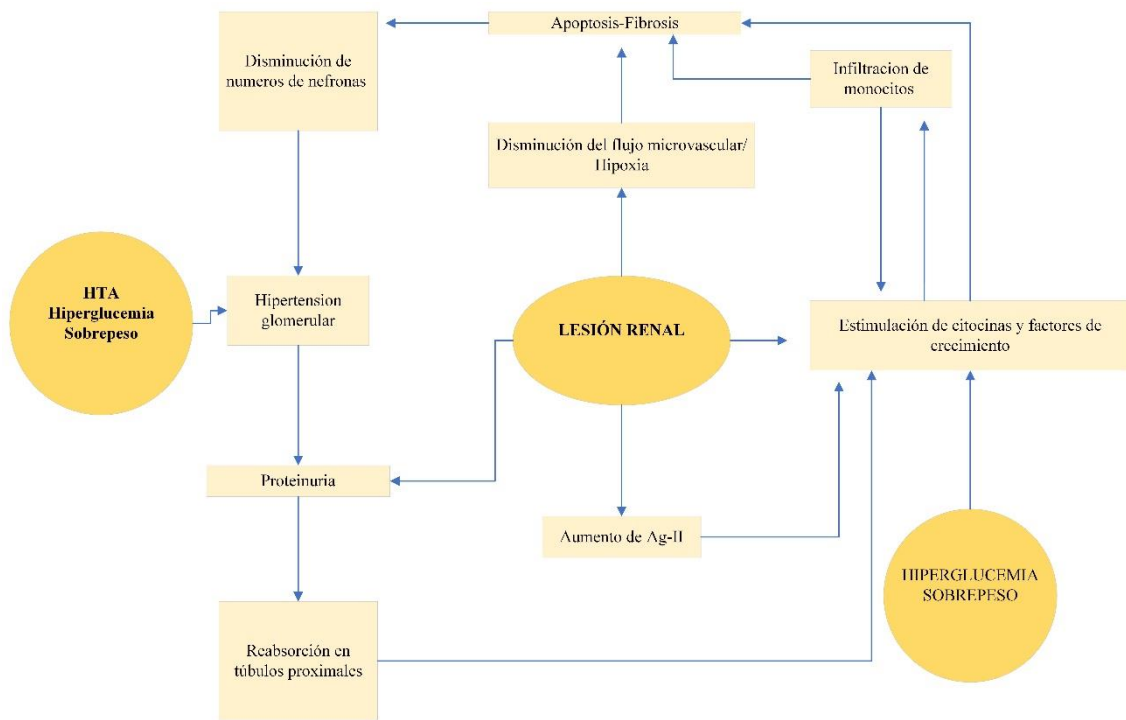 Apoptosis-Fibrosis
Disminución de
numeros de nefronas
Infiltracion de
monocitos
Disminución del flujo microvascular/
Hipoxia
HTA
Hiperglucemia
Sobrepeso
Hipertension
glomerular
LESIÓN RENAL
Estimulación de citocinas y factores de
crecimiento
Proteinuria
Aumento de Ag-II
HIPERGLUCEMIA
SOBREPESO
Reabsorción en
túbulos proximales